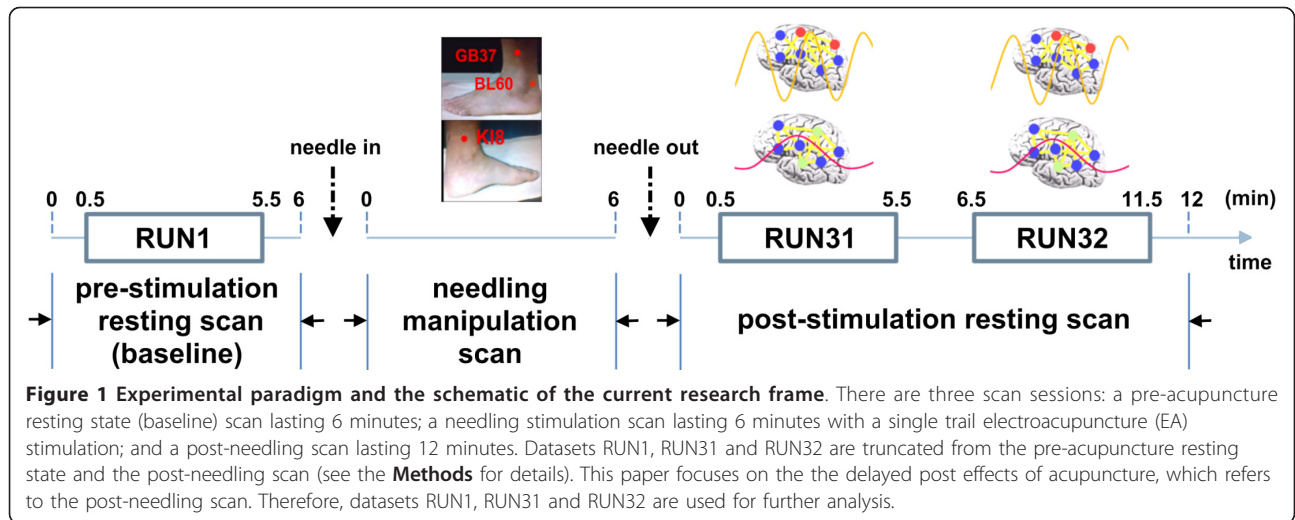 GB37
BL60
KI8
needle in
needle out
0 0.5 5.5 6 0 6 0 0.5 5.5 6.5 11.5 12 (min)
RUN1 RUN31 RUN32
time
pre-stimulation
resting scan
(baseline)
needling
manipulation
scan
post-stimulation resting scan
Figure 1 Experimental paradigm and the schematic of the current research frame. There are three scan sessions: a pre-acupuncture
resting state (baseline) scan lasting 6 minutes; a needling stimulation scan lasting 6 minutes with a single trail electroacupuncture (EA)
stimulation; and a post-needling scan lasting 12 minutes. Datasets RUN1, RUN31 and RUN32 are truncated from the pre-acupuncture resting
state and the post-needling scan (see the Methods for details). This paper focuses on the the delayed post effects of acupuncture, which refers
to the post-needling scan. Therefore, datasets RUN1, RUN31 and RUN32 are used for further analysis.